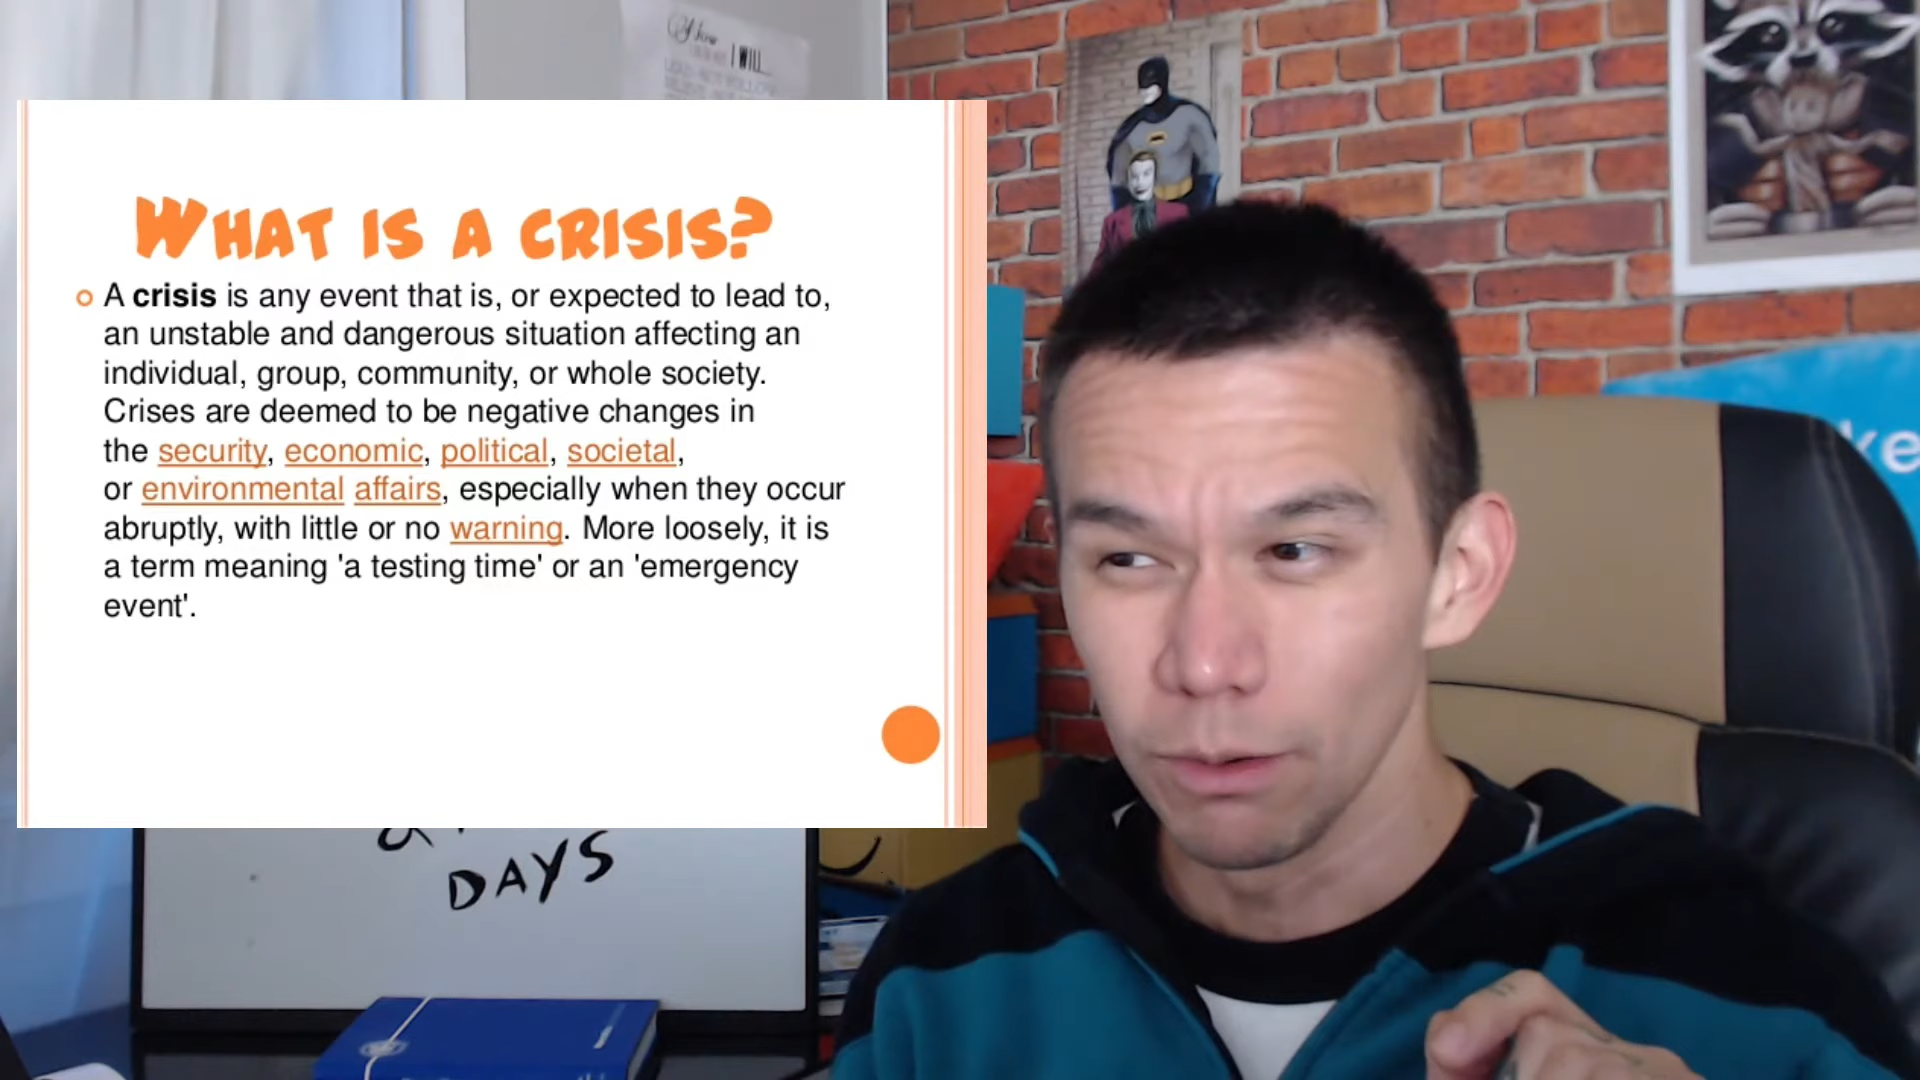 I WILL
WHAT IS A CRISIS?
A crisis is any event that is, or expected to lead to,
an unstable and dangerous situation affecting an
individual, group, community, or whole society.
Crises are deemed to be negative changes in
the security, economic, political, societal,
or environmental affairs, especially when they occur
abruptly, with little or no warning. More loosely, it is
a term meaning 'a testing time' or an 'emergency
event'.
DAYS
ke